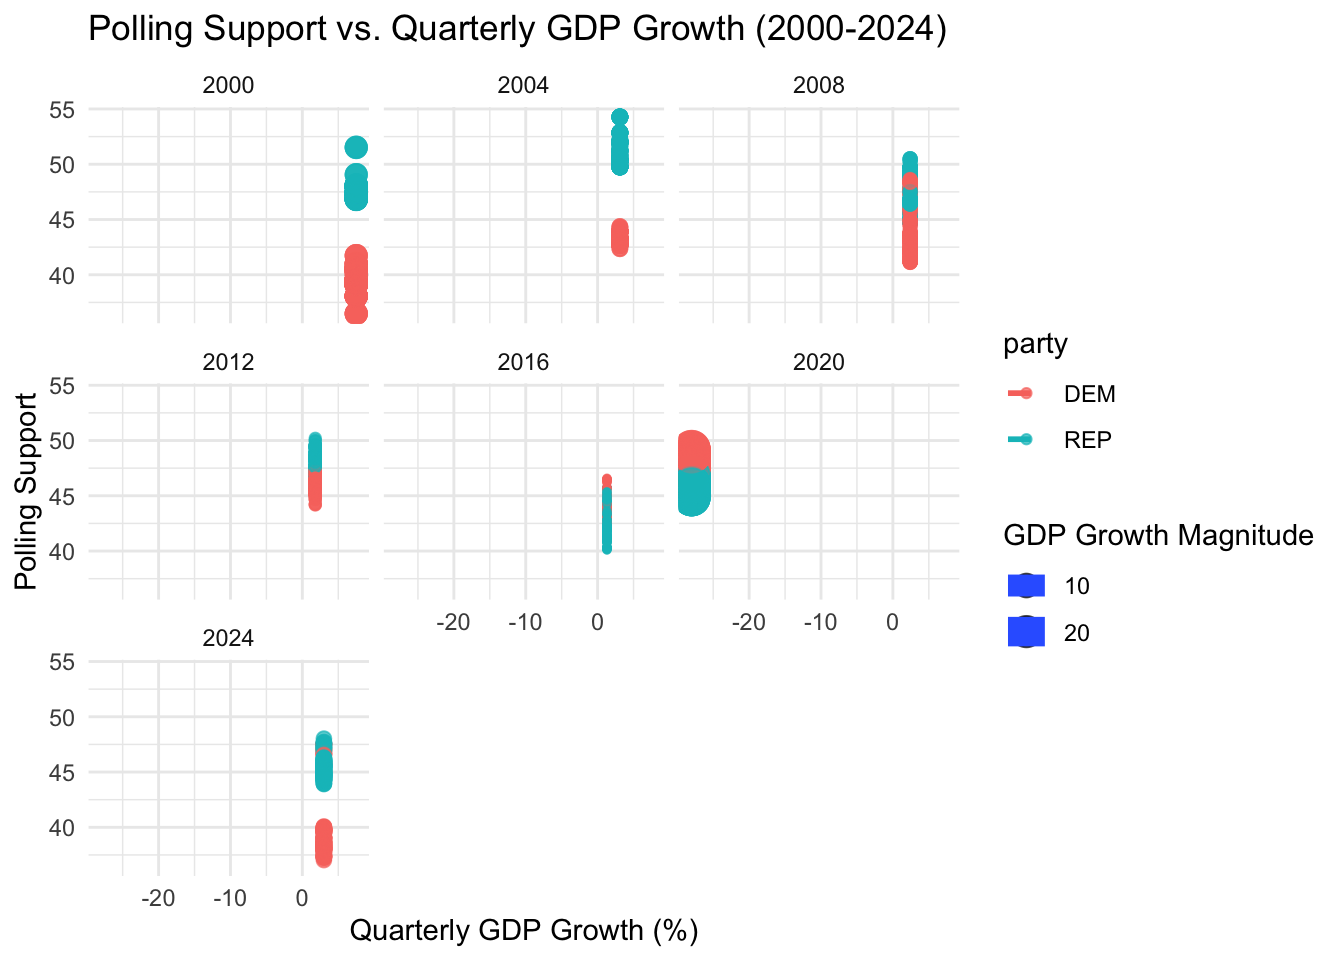 Polling Support vs. Quarterly GDP Growth (2000-2024)
2000 2004 2008
55
50
45
40
2012 2016 2020
55
50
45
40
-20 -10 0 -20 -10 0
2024
55
50
45
40
-20 -10 0
Quarterly GDP Growth (%)
Polling Support
party
DEM
REP
GDP Growth Magnitude
10
20